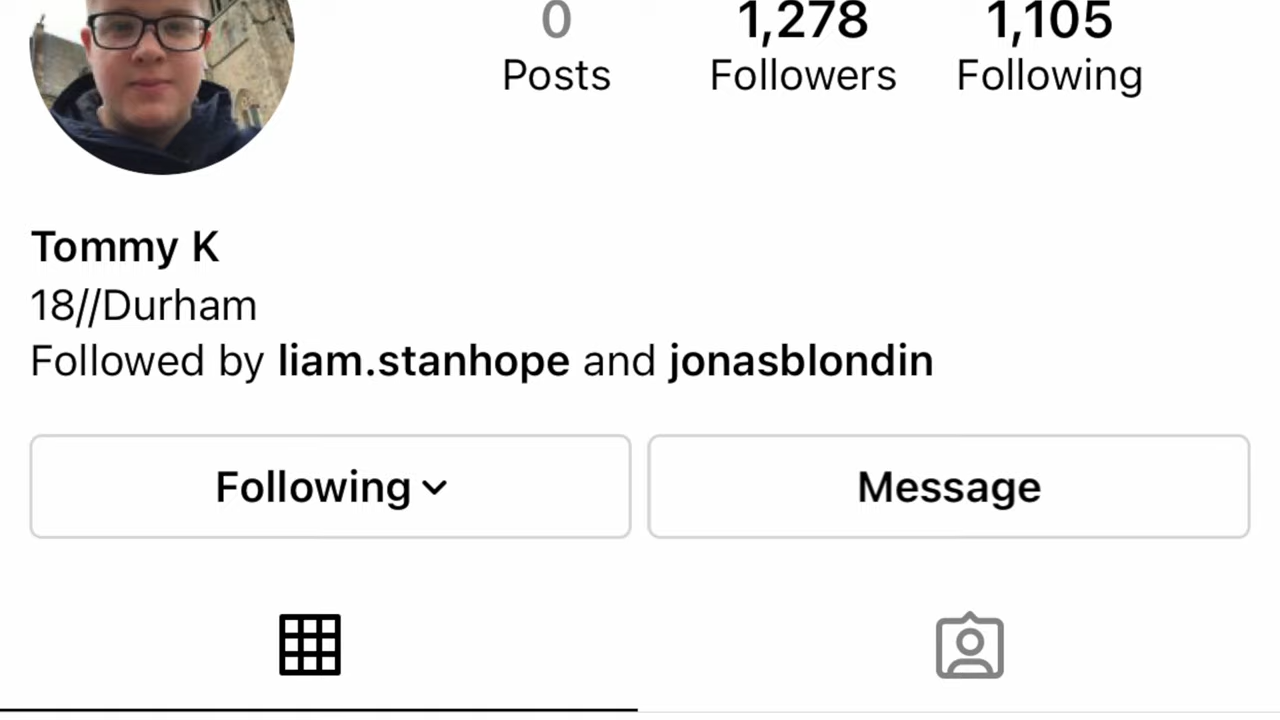 0 1,278 1,105
Posts Followers Following
Tommy K
18//Durham
Followed by liam.stanhope and jonasblondin
Following Message